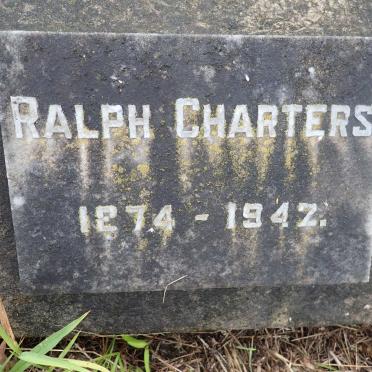 RALPH CHARTERS
1874 - 1942.